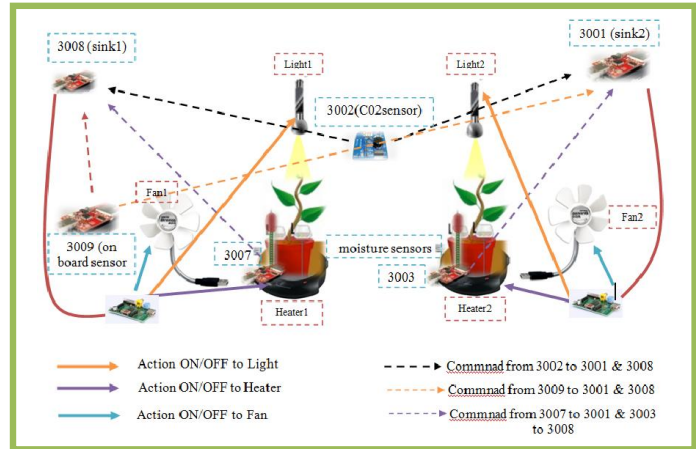 3008 (sink1)
3001 (sink2)
Light1
Light2
3002(C02sensor)
Fan1
Fan2
3009 (on
board sensor
3007
moisture sensors
3003
Heater1
Heater2
Action ON/OFF to Light
Action ON/OFF to Heater
Action ON/OFF to Fan
Commnad from 3002 to 3001 & 3008
Commnad from 3009 to 3001 & 3008
Commnad from 3007 to 3001 & 3003
to 3008